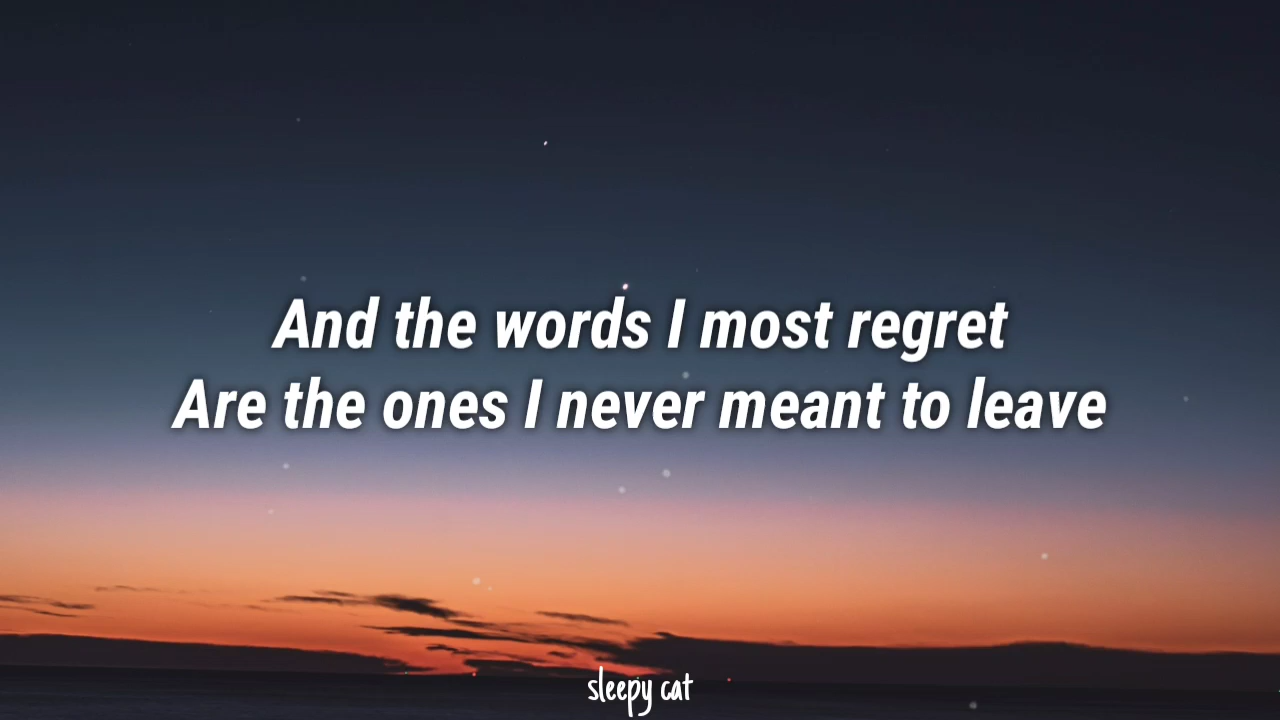 And the words I most regret
Are the ones I never meant to leave
sleepy cat